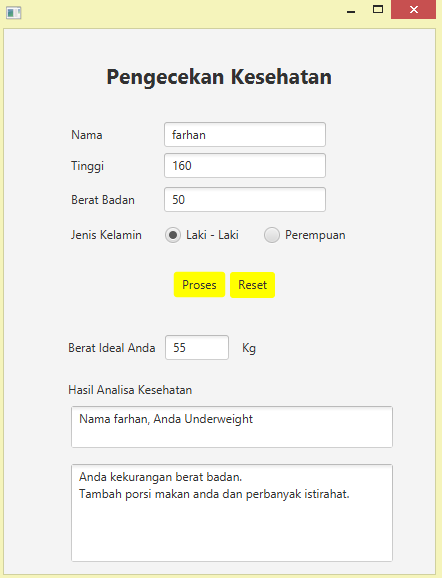 Pengecekan Kesehatan
Nama farhan
Tinggi 160
Berat Badan 50
Jenis Kelamin Laki - Laki Perempuan
Proses Reset
Berat Ideal Anda 55 Kg
Hasil Analisa Kesehatan
Nama farhan, Anda Underweight
Anda kekurangan berat badan.
Tambah porsi makan anda dan perbanyak istirahat.